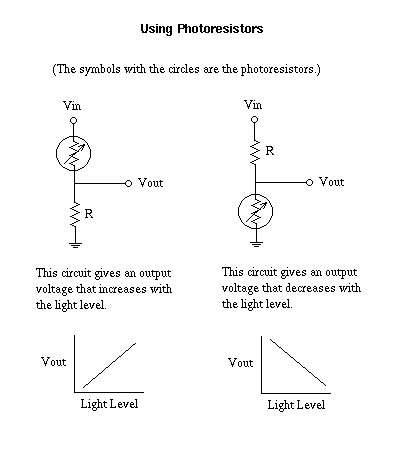 Using Photoresistors
(The symbols with the circles are the photoresistors.)
Vin
Vout
R
This circuit gives an output
voltage that increases with
the light level.
Vout
Light Level
Vin
R
Vout
This circuit gives an output
voltage that decreases with
the light level.
Vout
Light Level